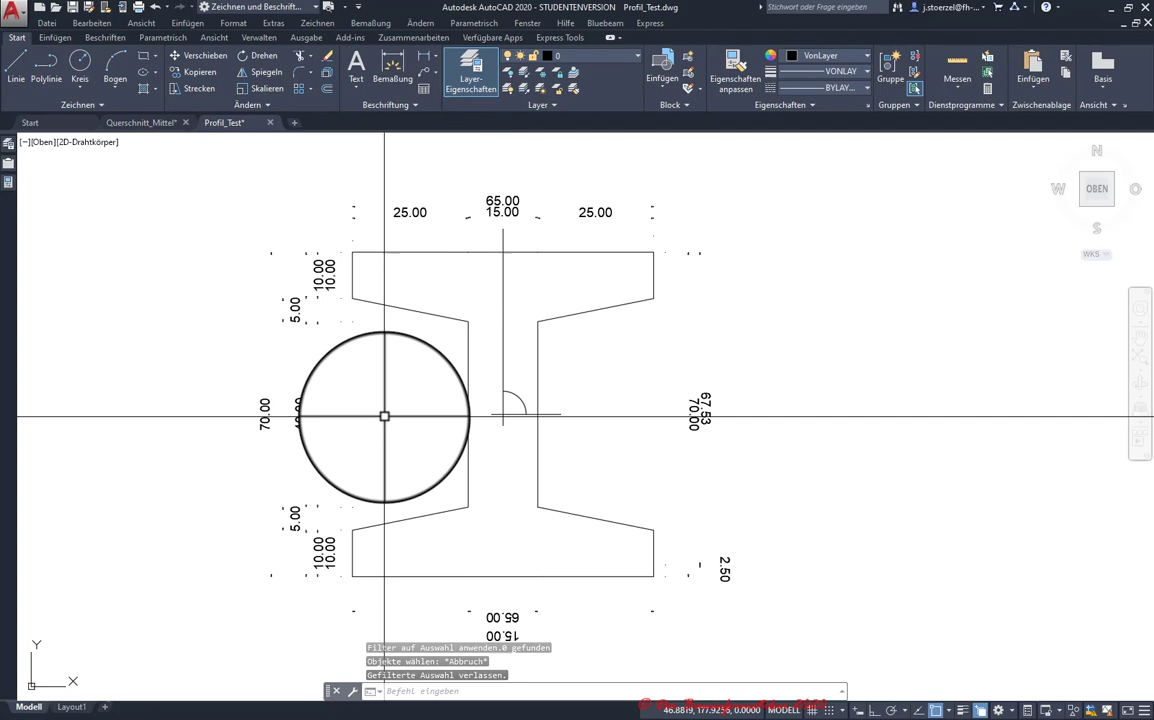 Zeichnen und Beschrift...
Autodesk AutoCAD 2020 - STUDENTENVERSION Profil_Test.dwg
Stichwort oder Frage eingeben
j.stoerzel@fh-...
Datei Bearbeiten Ansicht Einfügen Format Extras Zeichnen Bemaßung Ändern Parametrisch Fenster Hilfe Bluebeam Express
Start Einfügen Beschriften Parametrisch Ansicht Verwalten Ausgabe Add-ins Zusammenarbeiten Verfügbare Apps Express Tools
Linie Polylinie Kreis Bogen
Verschieben Drehen
Kopieren Spiegeln
Strecken Skalieren
Text Bemaßung
Layer-
Eigenschaften
0
Einfügen
Eigenschaften
anpassen
VonLayer
VONLAY
BYLAYE...
Gruppe
Messen
Einfügen
Basis
Zeichnen Ändern Beschriftung Layer Block Eigenschaften Gruppen Dienstprogramme Zwischenablage Ansicht
Start Querschnitt_Mittel* Profil_Test*
[−][Oben][2D-Drahtkörper]
N
W OBEN O
S
WKS
65.00
25.00 15.00 25.00
10.00
10.00
5.00
70.00
67.53
70.00
5.00
10.00
10.00
2.50
65.00
15.00
Y
X
Filter auf Auswahl anwenden.0 gefunden
Objekte wählen: *Abbruch*
Gefilterte Auswahl verlassen.
Befehl eingeben
Modell Layout1
MODELL